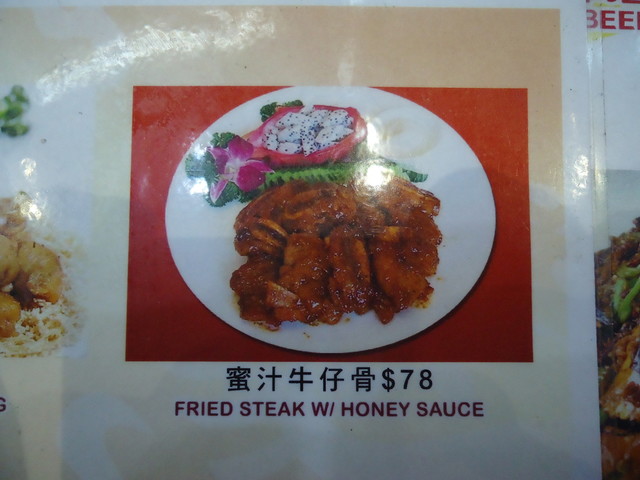 BEE
蜜汁牛仔骨$78
FRIED STEAK W/ HONEY SAUCE
G